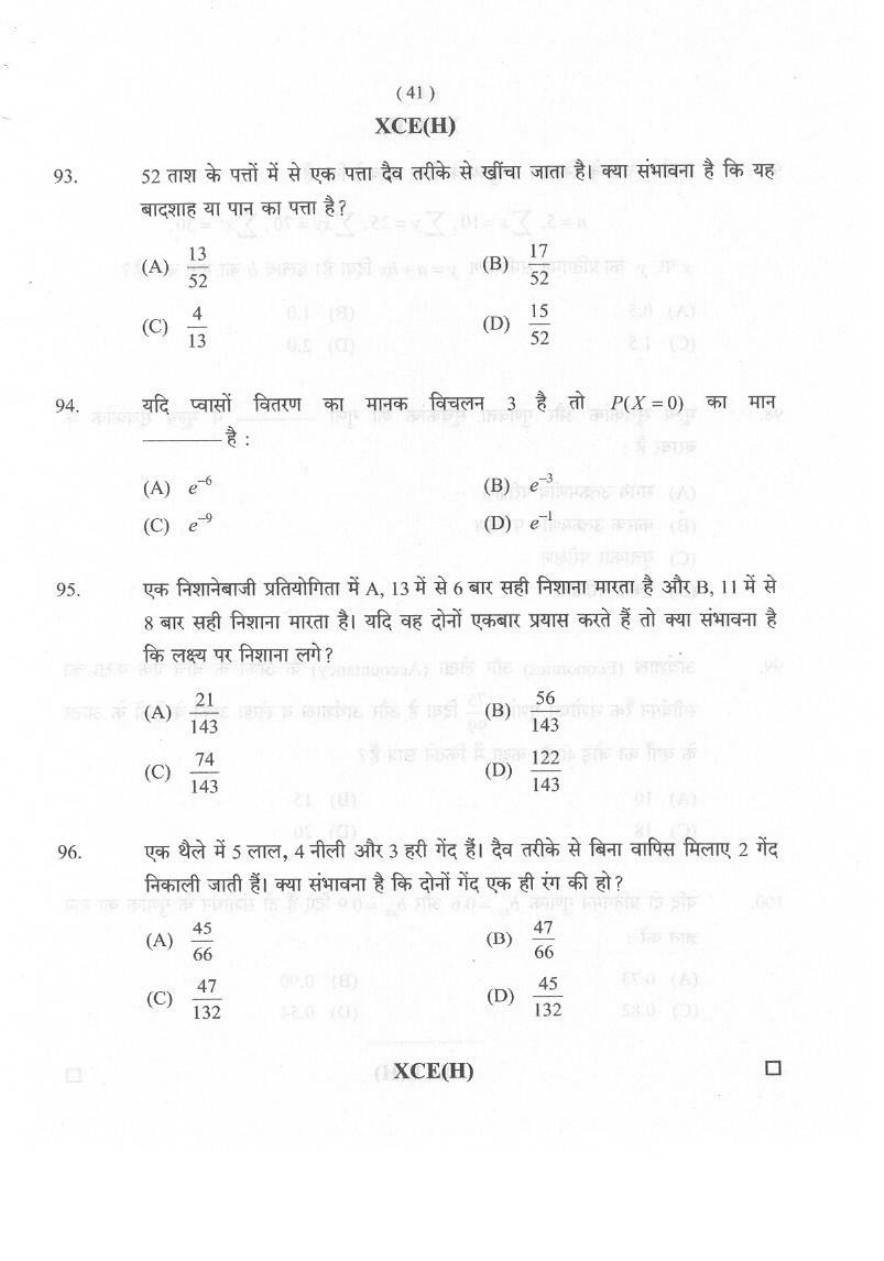 ( 41 )
XCE(H)
93. 52 ताश के पत्तों में से एक पत्ता दैव तरीके से खींचा जाता है। क्या संभावना है कि यह
बादशाह या पान का पत्ता है?
(A) 13/52 (B) 17/52
(C) 4/13 (D) 15/52
94. यदि प्वासों वितरण का मानक विचलन 3 है तो P(X = 0) का मान
________ है :
(A) e^–6 (B) e^–3
(C) e^–9 (D) e^–1
95. एक निशानेबाजी प्रतियोगिता में A, 13 में से 6 बार सही निशाना मारता है और B, 11 में से
8 बार सही निशाना मारता है। यदि वह दोनों एकबार प्रयास करते हैं तो क्या संभावना है
कि लक्ष्य पर निशाना लगे?
(A) 21/143 (B) 56/143
(C) 74/143 (D) 122/143
96. एक थैले में 5 लाल, 4 नीली और 3 हरी गेंद हैं। दैव तरीके से बिना वापिस मिलाए 2 गेंद
निकाली जाती हैं। क्या संभावना है कि दोनों गेंद एक ही रंग की हो?
(A) 45/66 (B) 47/66
(C) 47/132 (D) 45/132
XCE(H)